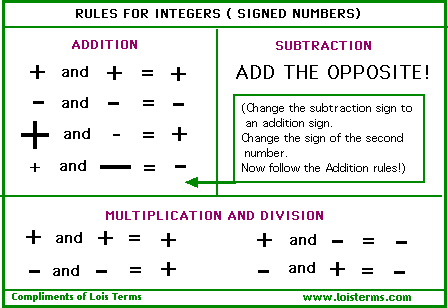 RULES FOR INTEGERS ( SIGNED NUMBERS)
ADDITION
+ and + = +
- and - = -
+ and - = +
+ and — = -
SUBTRACTION
ADD THE OPPOSITE!
(Change the subtraction sign to
an addition sign.
Change the sign of the second
number.
Now follow the Addition rules!)
MULTIPLICATION AND DIVISION
+ and + = +
- and - = +
+ and - = -
- and + = -
Compliments of Lois Terms
www.loisterms.com